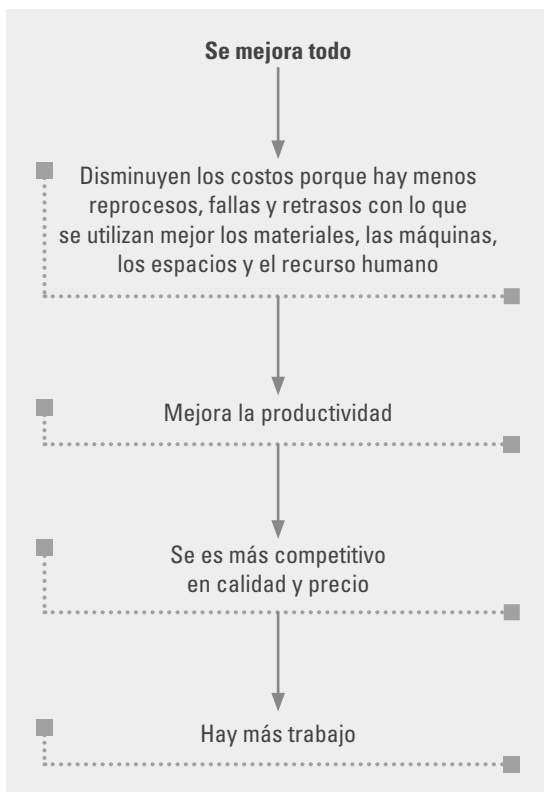 Se mejora todo
Disminuyen los costos porque hay menos
reprocesos, fallas y retrasos con lo que
se utilizan mejor los materiales, las máquinas,
los espacios y el recurso humano
Mejora la productividad
Se es más competitivo
en calidad y precio
Hay más trabajo